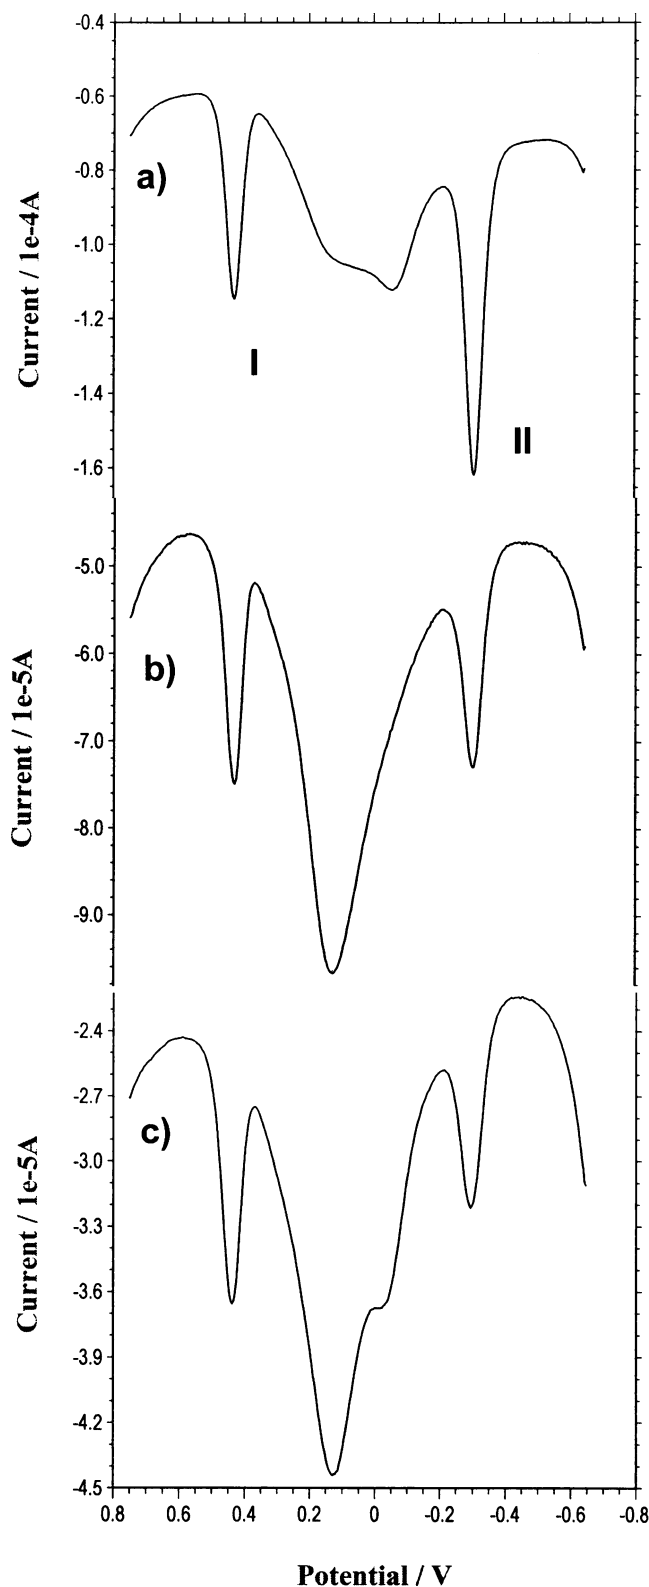 -0.4
-0.6
-0.8
-1.0
-1.2
-1.4
-1.6
Current / 1e-4A
a)
I
II
-5.0
-6.0
-7.0
-8.0
-9.0
Current / 1e-5A
b)
-2.4
-2.7
-3.0
-3.3
-3.6
-3.9
-4.2
-4.5
Current / 1e-5A
c)
0.8 0.6 0.4 0.2 0 -0.2 -0.4 -0.6 -0.8
Potential / V